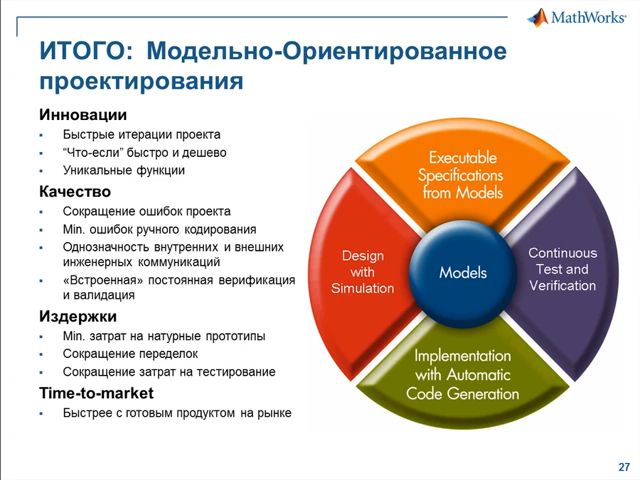 MathWorks
ИТОГО: Модельно-Ориентированное
проектирования
Инновации
Быстрые итерации проекта
“Что-если” быстро и дешево
Уникальные функции
Качество
Сокращение ошибок проекта
Min. ошибок ручного кодирования
Однозначность внутренних и внешних
инженерных коммуникаций
«Встроенная» постоянная верификация
и валидация
Издержки
Min. затрат на натурные прототипы
Сокращение переделок
Сокращение затрат на тестирование
Time-to-market
Быстрее с готовым продуктом на рынке
Executable
Specifications
from Models
Design
with
Simulation
Models
Continuous
Test and
Verification
Implementation
with Automatic
Code Generation
27